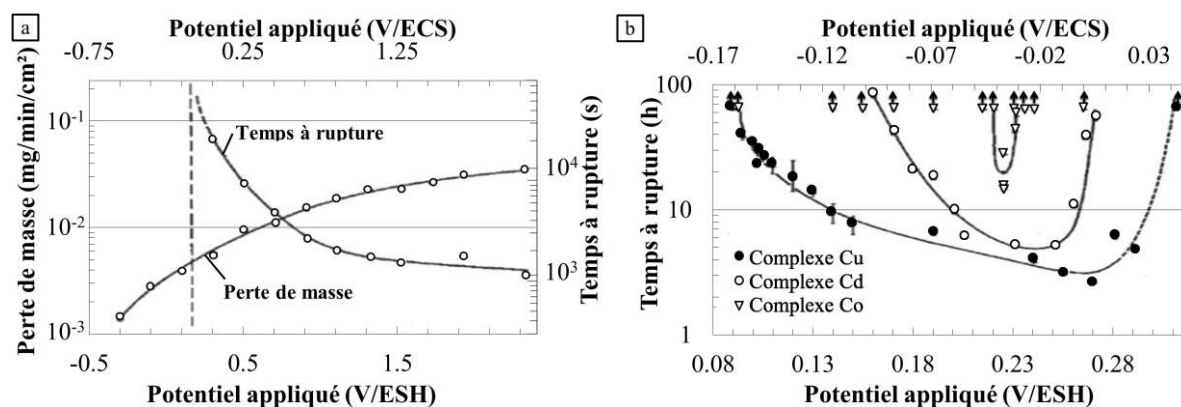 a
Potentiel appliqué (V/ECS)
-0.75 0.25 1.25
Perte de masse (mg/min/cm²)
10⁻¹
10⁻²
10⁻³
Temps à rupture
Perte de masse
10⁴
10³
Temps à rupture (s)
-0.5 0.5 1.5
Potentiel appliqué (V/ESH)
b
Potentiel appliqué (V/ECS)
-0.17 -0.12 -0.07 -0.02 0.03
Temps à rupture (h)
100
10
1
Complexe Cu
Complexe Cd
Complexe Co
0.08 0.13 0.18 0.23 0.28
Potentiel appliqué (V/ESH)